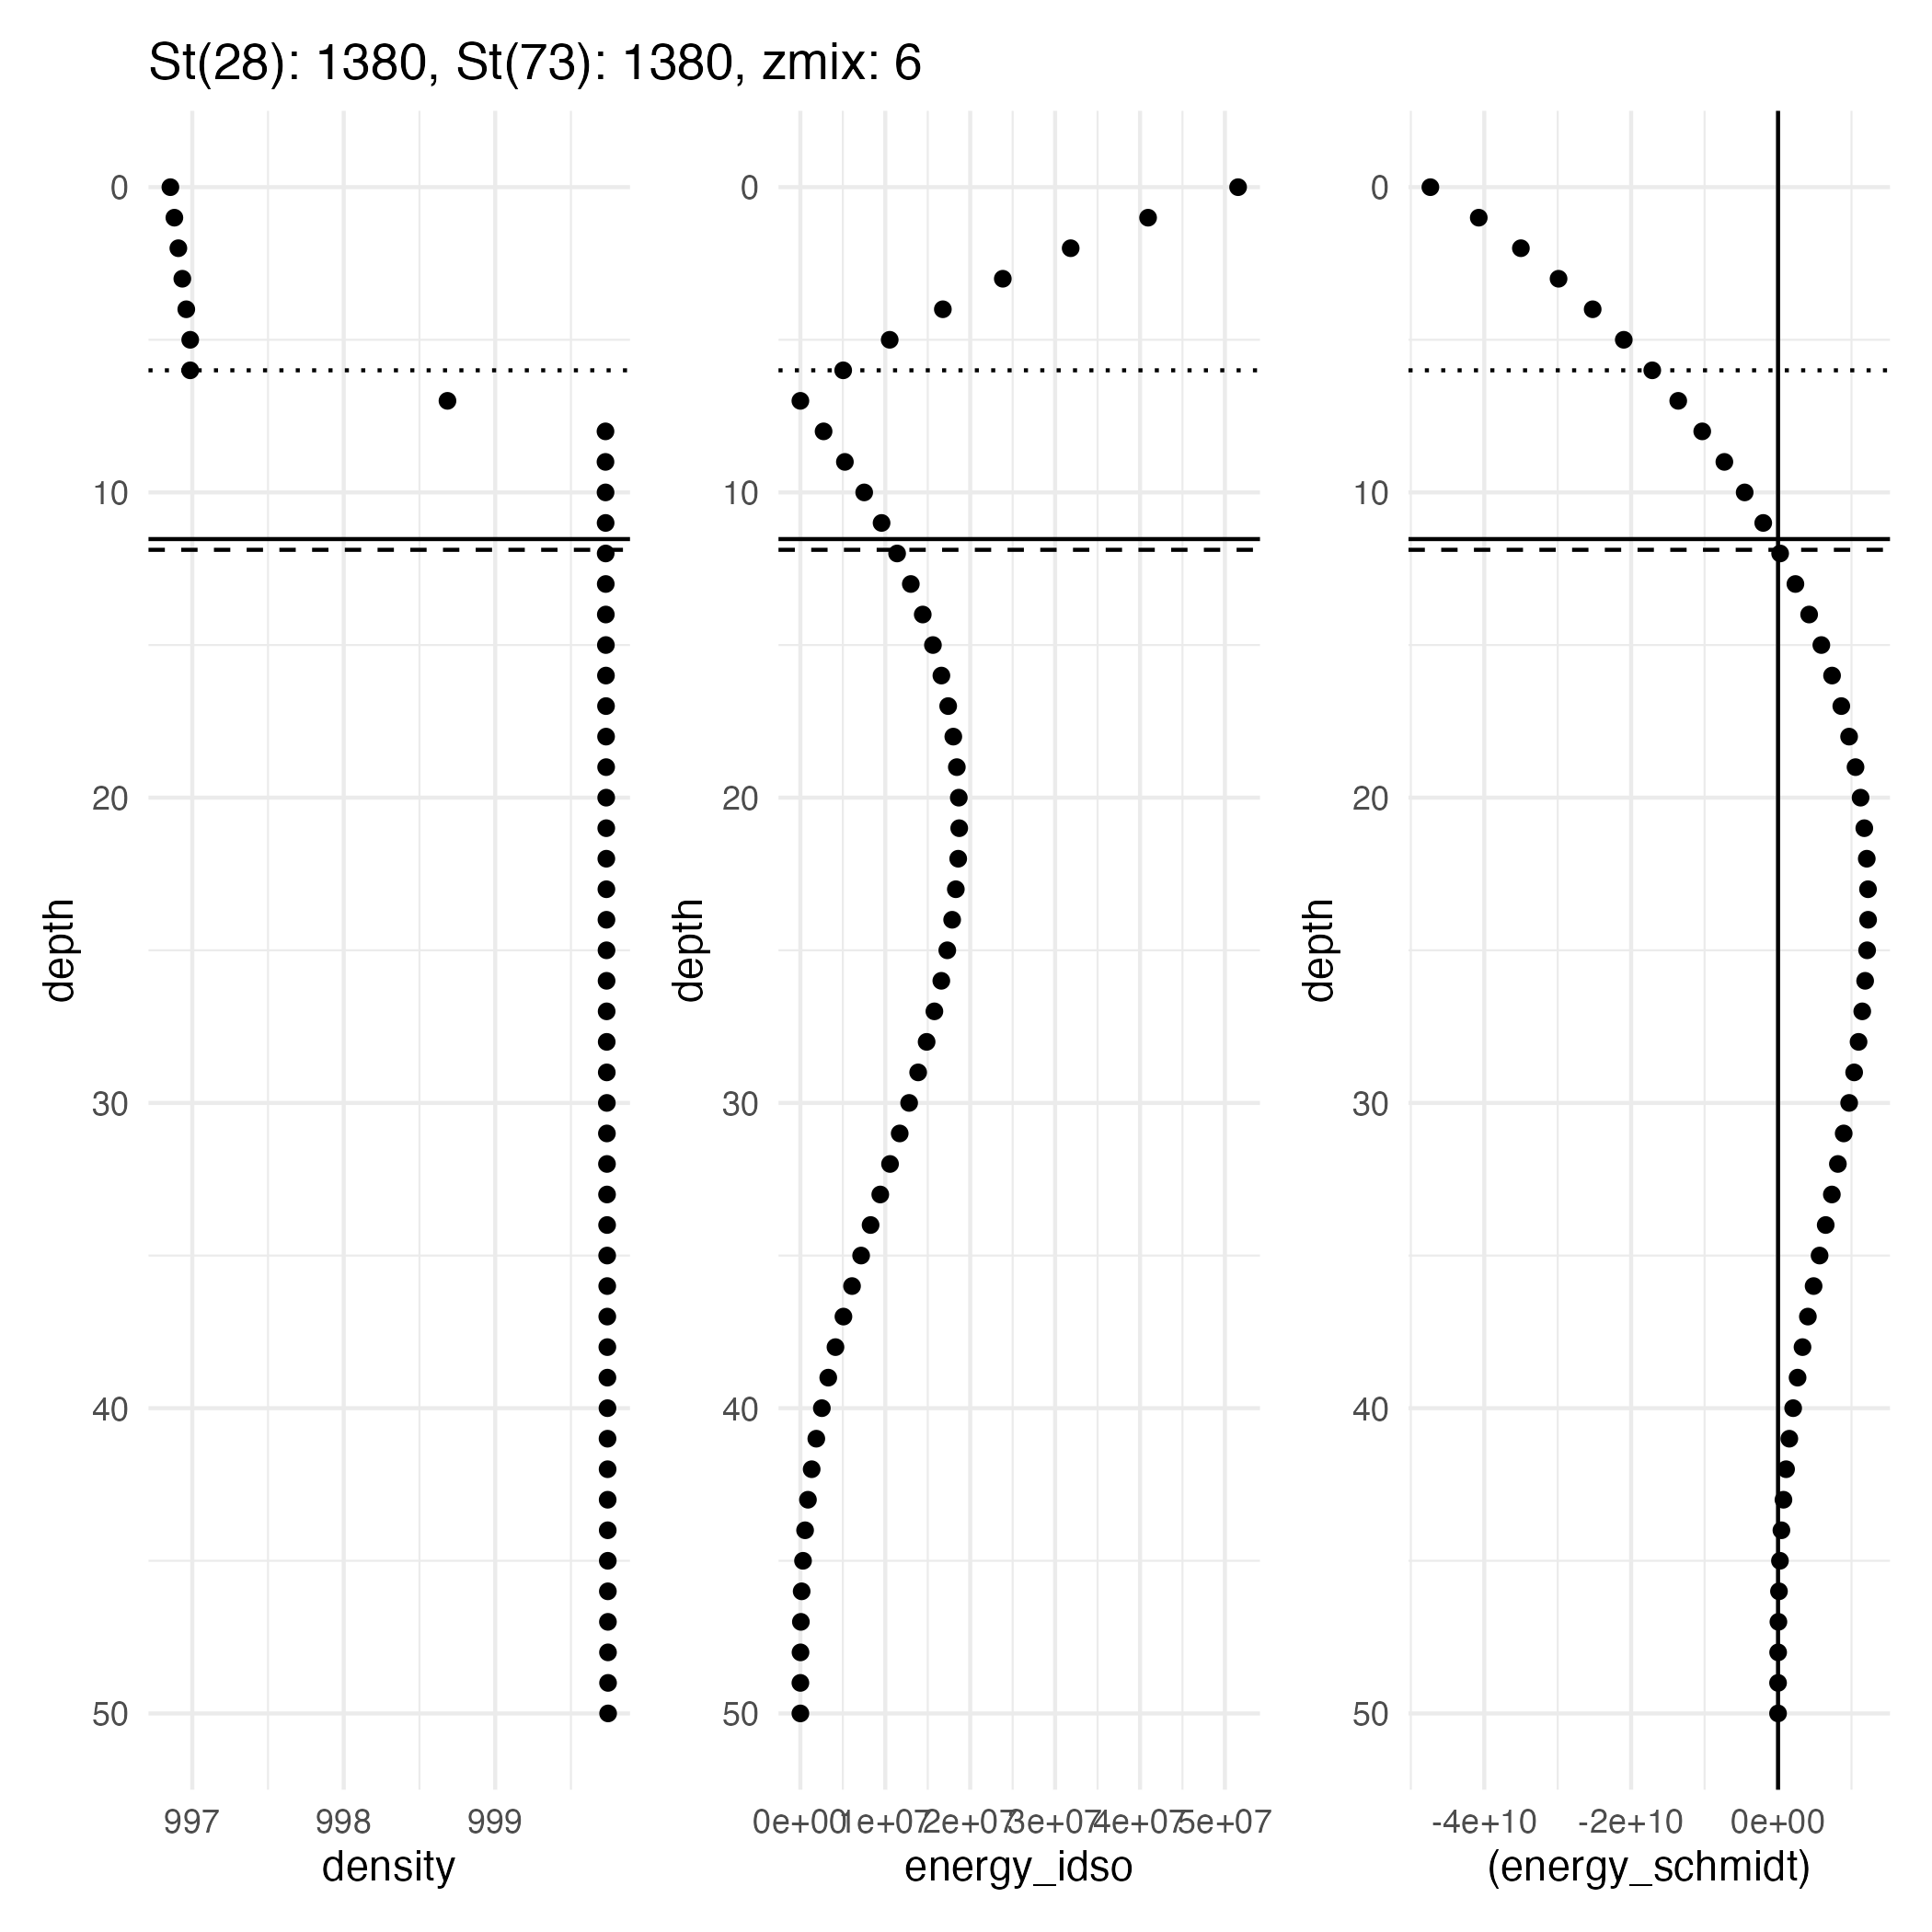 St(28): 1380, St(73): 1380, zmix: 6
0
10
20
30
40
50
depth
997
998
999
density
0
10
20
30
40
50
depth
0e+00
1e+07
2e+07
3e+07
4e+07
5e+07
energy_idso
0
10
20
30
40
50
depth
-4e+10
-2e+10
0e+00
(energy_schmidt)